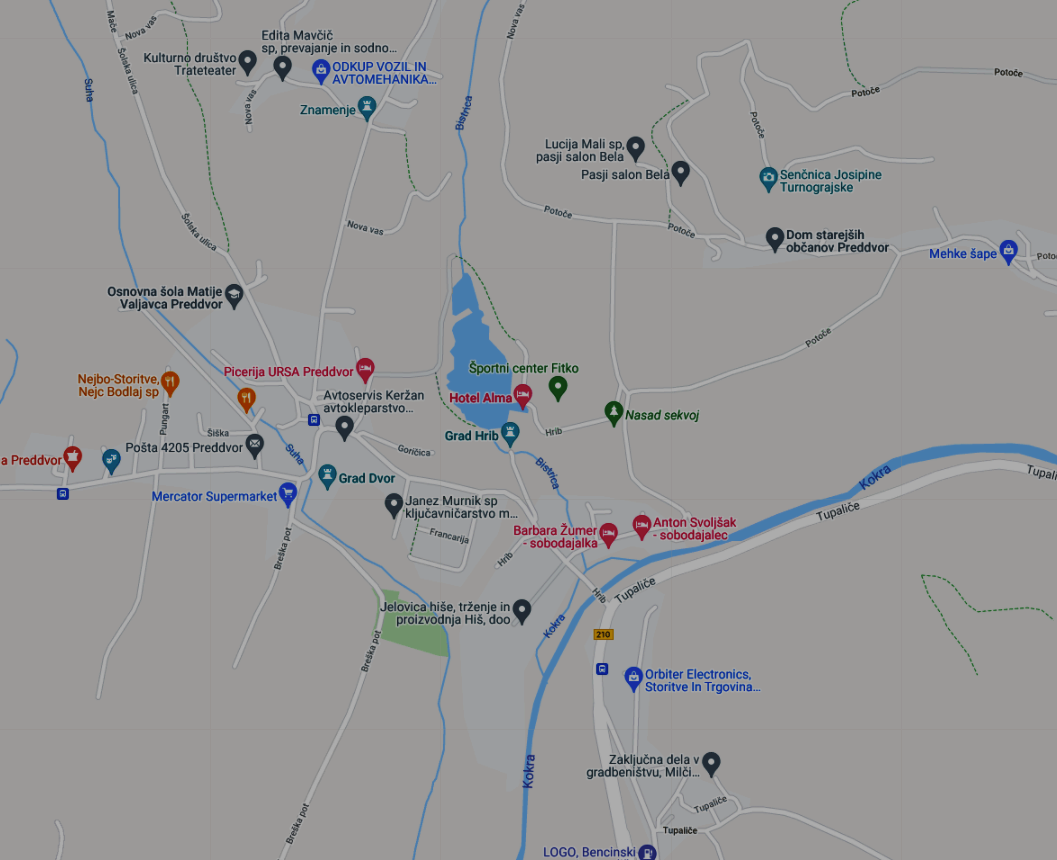 Mače
Nova vas
Šolska ulica
Suha
Nova vas
Edita Mavčič
sp, prevajanje in sodno...
Kulturno društvo
Trateteater
ODKUP VOZIL IN
AVTOMEHANIKA...
Nova vas
Znamenje
Bistrica
Potoče
Potoče
Potoče
Lucija Mali sp,
pasji salon Bela
Pasji salon Bela
Senčnica Josipine
Turnograjske
Šolska ulica
Nova vas
Potoče
Potoče
Dom starejših
občanov Preddvor
Mehke šape
Poto
Osnovna šola Matije
Valjavca Preddvor
Potoče
Picerija URSA Preddvor
Športni center Fitko
Nejbo-Storitve,
Nejc Bodlaj sp
Hotel Alma
Avtoservis Keržan
avtokleparstvo...
Nasad sekvoj
Pungart
Šiška
Hrib
Grad Hrib
Pošta 4205 Preddvor
Suha
Goričica
a Preddvor
Bistrica
Kokra
Tupali
Grad Dvor
Mercator Supermarket
Janez Murnik sp
ključavničarstvo m...
Tupaliče
Anton Svoljšak
- sobodajalec
Barbara Žumer
- sobodajalka
Francarija
Breška pot
Hrib
Tupaliče
Hrib
Jelovica hiše, trženje in
proizvodnja Hiš, doo
Kokra
210
Breška pot
Orbiter Electronics,
Storitve In Trgovina...
Kokra
Zaključna dela v
gradbeništvu, Milči...
Tupaliče
Breška pot
Tupaliče
LOGO, Bencinski